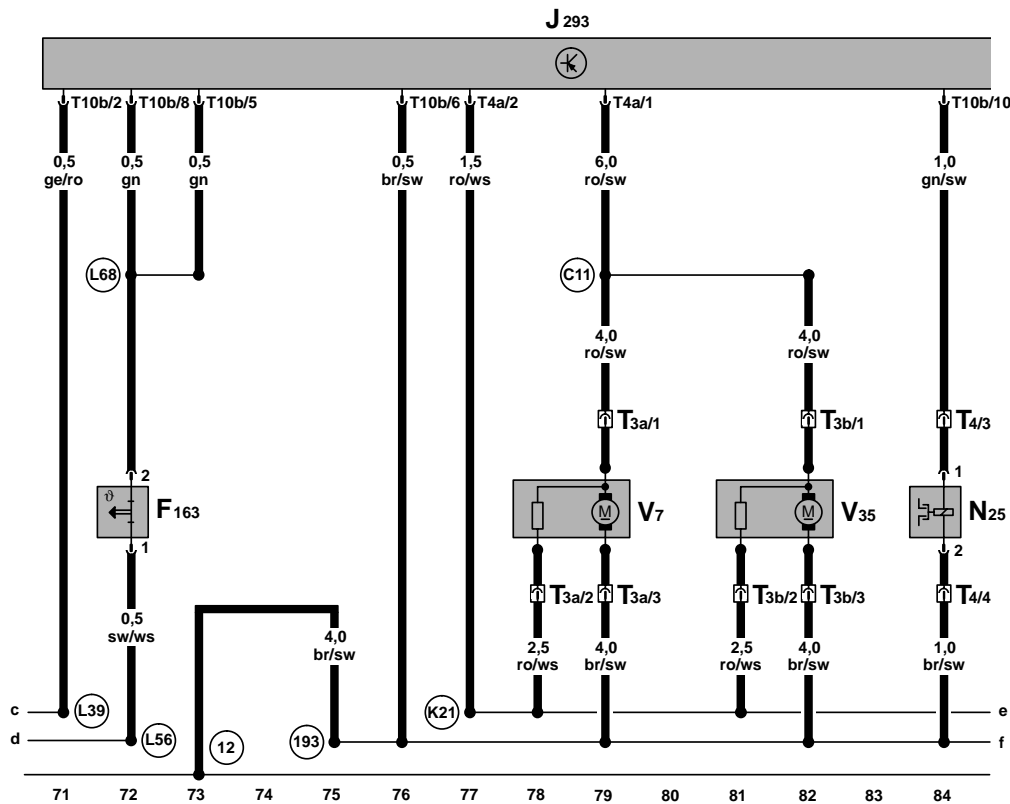 J293
T10b/2 T10b/8 T10b/5 T10b/6 T4a/2 T4a/1 T10b/10
0,5 0,5 0,5 0,5 1,5 6,0 1,0
ge/ro gn gn br/sw ro/ws ro/sw gn/sw
L68 C11
4,0 4,0
ro/sw ro/sw
T3a/1 T3b/1 T4/3
2 1
ϑ F163 M V7 M V35 N25
1 2
T3a/2 T3a/3 T3b/2 T3b/3 T4/4
0,5
sw/ws
4,0 2,5 4,0 2,5 4,0 1,0
br/sw ro/ws br/sw ro/ws br/sw br/sw
c L39 K21 e
d L56 12 193 f
71 72 73 74 75 76 77 78 79 80 81 82 83 84